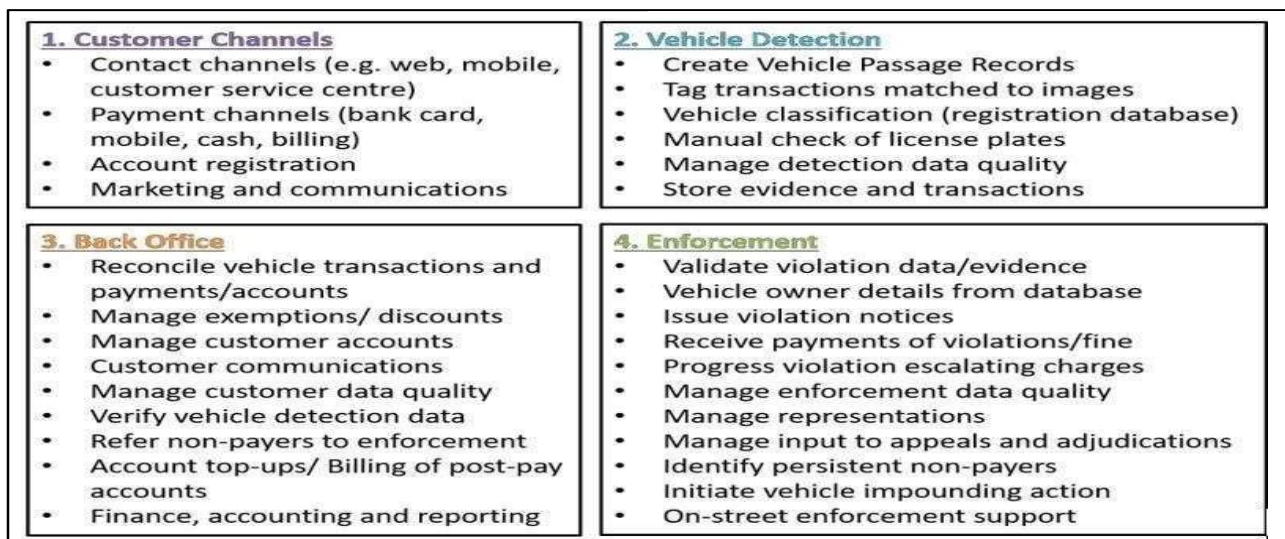 1. Customer Channels
• Contact channels (e.g. web, mobile,
customer service centre)
• Payment channels (bank card,
mobile, cash, billing)
• Account registration
• Marketing and communications
2. Vehicle Detection
• Create Vehicle Passage Records
• Tag transactions matched to images
• Vehicle classification (registration database)
• Manual check of license plates
• Manage detection data quality
• Store evidence and transactions
3. Back Office
• Reconcile vehicle transactions and
payments/accounts
• Manage exemptions/ discounts
• Manage customer accounts
• Customer communications
• Manage customer data quality
• Verify vehicle detection data
• Refer non-payers to enforcement
• Account top-ups/ Billing of post-pay
accounts
• Finance, accounting and reporting
4. Enforcement
• Validate violation data/evidence
• Vehicle owner details from database
• Issue violation notices
• Receive payments of violations/fine
• Progress violation escalating charges
• Manage enforcement data quality
• Manage representations
• Manage input to appeals and adjudications
• Identify persistent non-payers
• Initiate vehicle impounding action
• On-street enforcement support